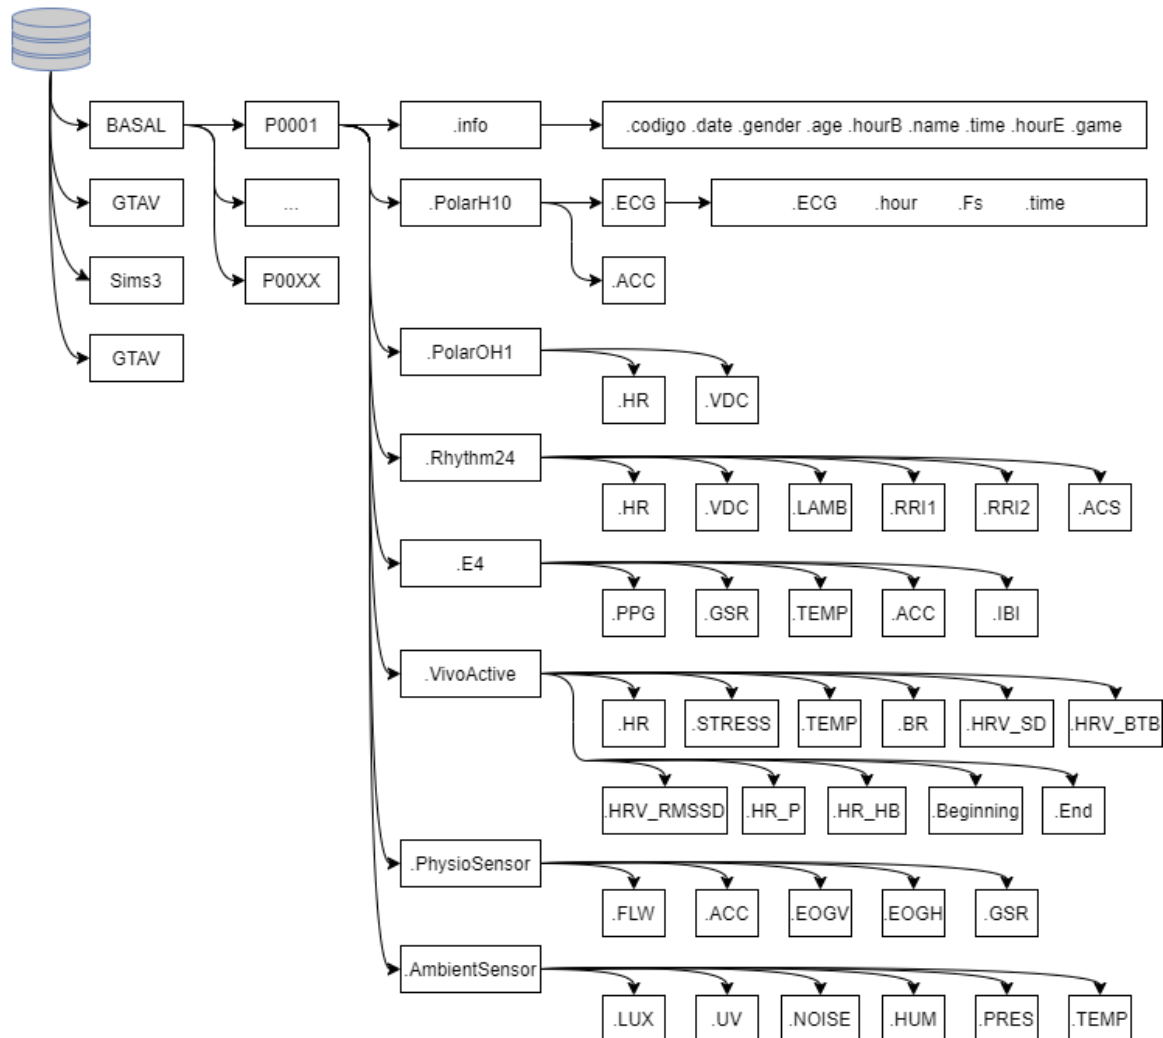 BASAL P0001 .info .codigo .date .gender .age .hourB .name .time .hourE .game
GTAV ... .PolarH10 .ECG .ECG .hour .Fs .time
Sims3 P00XX .ACC
GTAV .PolarOH1
.HR .VDC
.Rhythm24
.HR .VDC .LAMB .RRI1 .RRI2 .ACS
.E4
.PPG .GSR .TEMP .ACC .IBI
.VivoActive
.HR .STRESS .TEMP .BR .HRV_SD .HRV_BTB
.HRV_RMSSD .HR_P .HR_HB .Beginning .End
.PhysioSensor
.FLW .ACC .EOGV .EOGH .GSR
.AmbientSensor
.LUX .UV .NOISE .HUM .PRES .TEMP